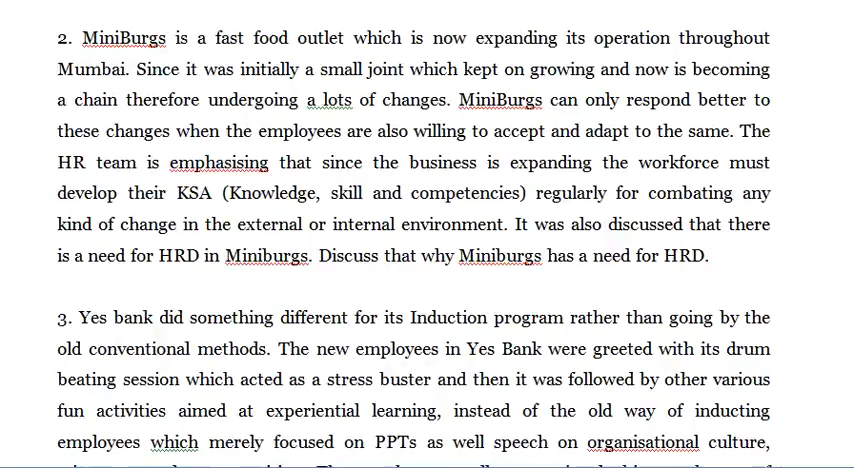 2. MiniBurgs is a fast food outlet which is now expanding its operation throughout
Mumbai. Since it was initially a small joint which kept on growing and now is becoming
a chain therefore undergoing a lots of changes. MiniBurgs can only respond better to
these changes when the employees are also willing to accept and adapt to the same. The
HR team is emphasising that since the business is expanding the workforce must
develop their KSA (Knowledge, skill and competencies) regularly for combating any
kind of change in the external or internal environment. It was also discussed that there
is a need for HRD in Miniburgs. Discuss that why Miniburgs has a need for HRD.
3. Yes bank did something different for its Induction program rather than going by the
old conventional methods. The new employees in Yes Bank were greeted with its drum
beating session which acted as a stress buster and then it was followed by other various
fun activities aimed at experiential learning, instead of the old way of inducting
employees which merely focused on PPTs as well speech on organisational culture,